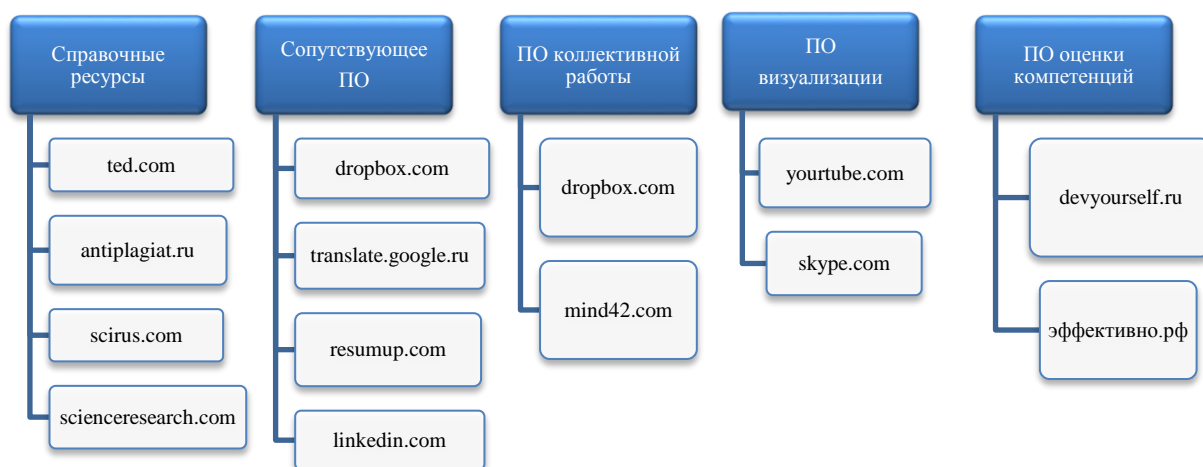 Справочные
ресурсы
ted.com
antiplagiat.ru
scirus.com
scienceresearch.com
Сопутствующее
ПО
dropbox.com
translate.google.ru
resumup.com
linkedin.com
ПО коллективной
работы
dropbox.com
mind42.com
ПО
визуализации
yourtube.com
skype.com
ПО оценки
компетенций
devyourself.ru
эффективно.рф